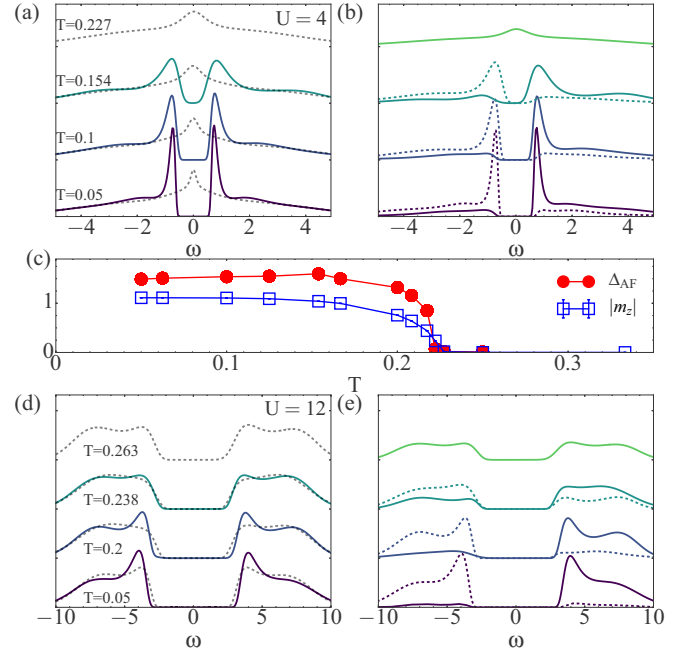 (a)
U = 4
T=0.227
T=0.154
T=0.1
T=0.05
−4 −2 0 2 4
ω
(b)
−4 −2 0 2 4
ω
(c)
1
0
0 0.1 0.2 0.3
T
Δ_AF
|m_z|
(d)
U = 12
T=0.263
T=0.238
T=0.2
T=0.05
−10 −5 0 5 10
ω
(e)
−10 −5 0 5 10
ω